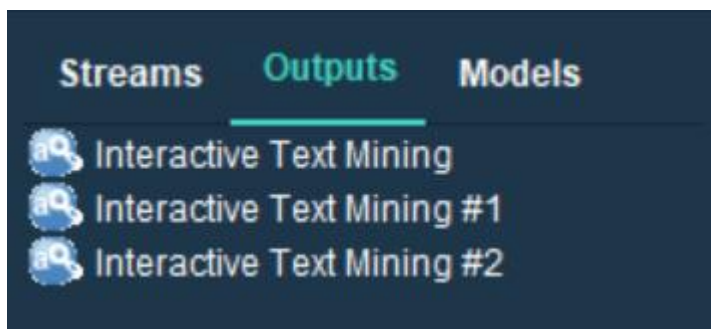 Streams Outputs Models
Interactive Text Mining
Interactive Text Mining #1
Interactive Text Mining #2